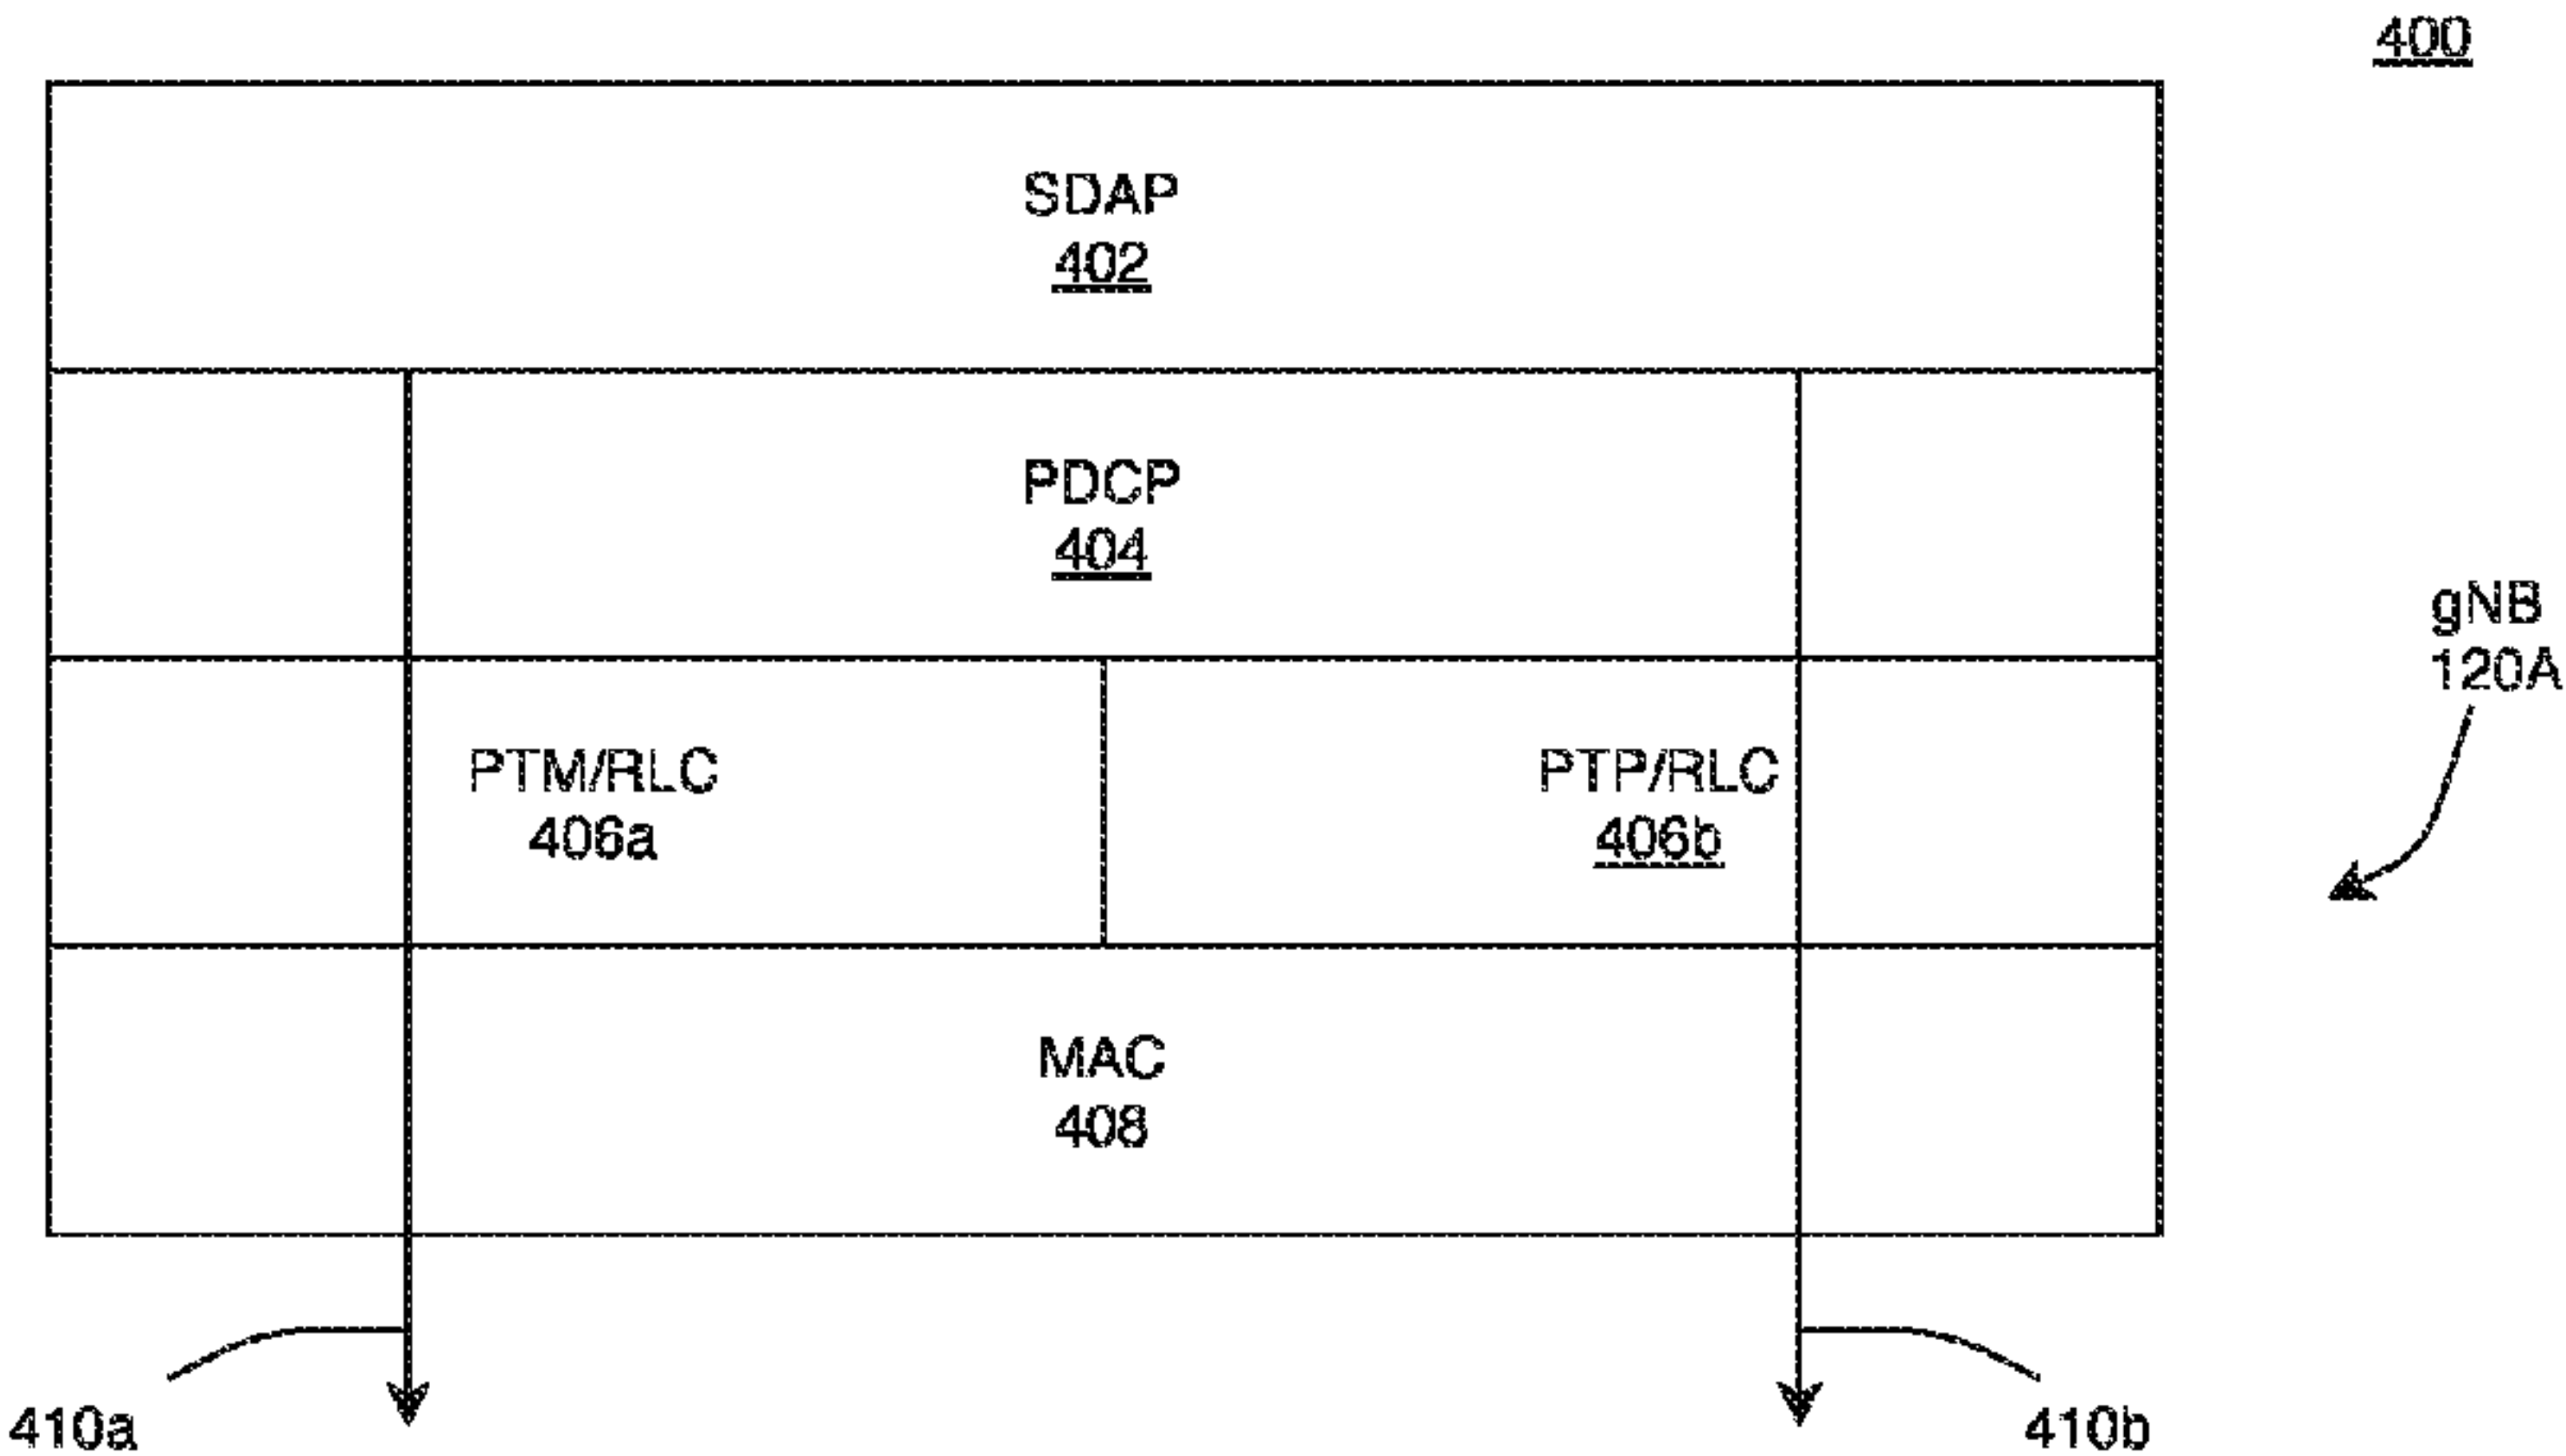 400
SDAP
402
PDCP
404
gNB
120A
PTM/RLC
406a
PTP/RLC
406b
MAC
408
410a
410b